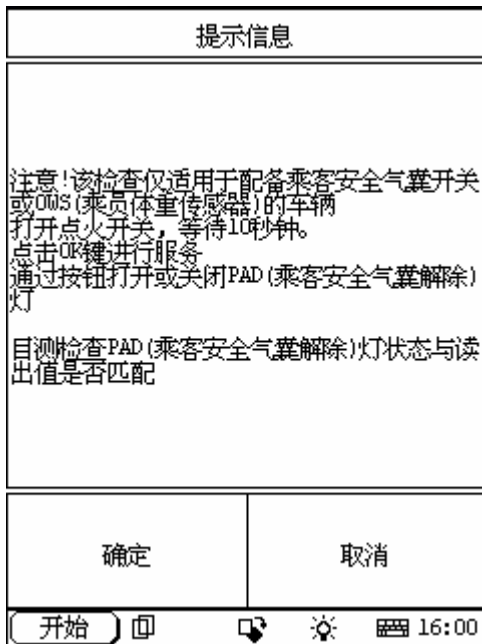 提示信息
注意!该检查仅适用于配备乘客安全气囊开关
或OWS(乘员体重传感器)的车辆
打开点火开关, 等待10秒钟。
点击OK键进行服务
通过按钮打开或关闭PAD(乘客安全气囊解除)
灯
目测检查PAD(乘客安全气囊解除)灯状态与读
出值是否匹配
确定
取消
开始
16:00